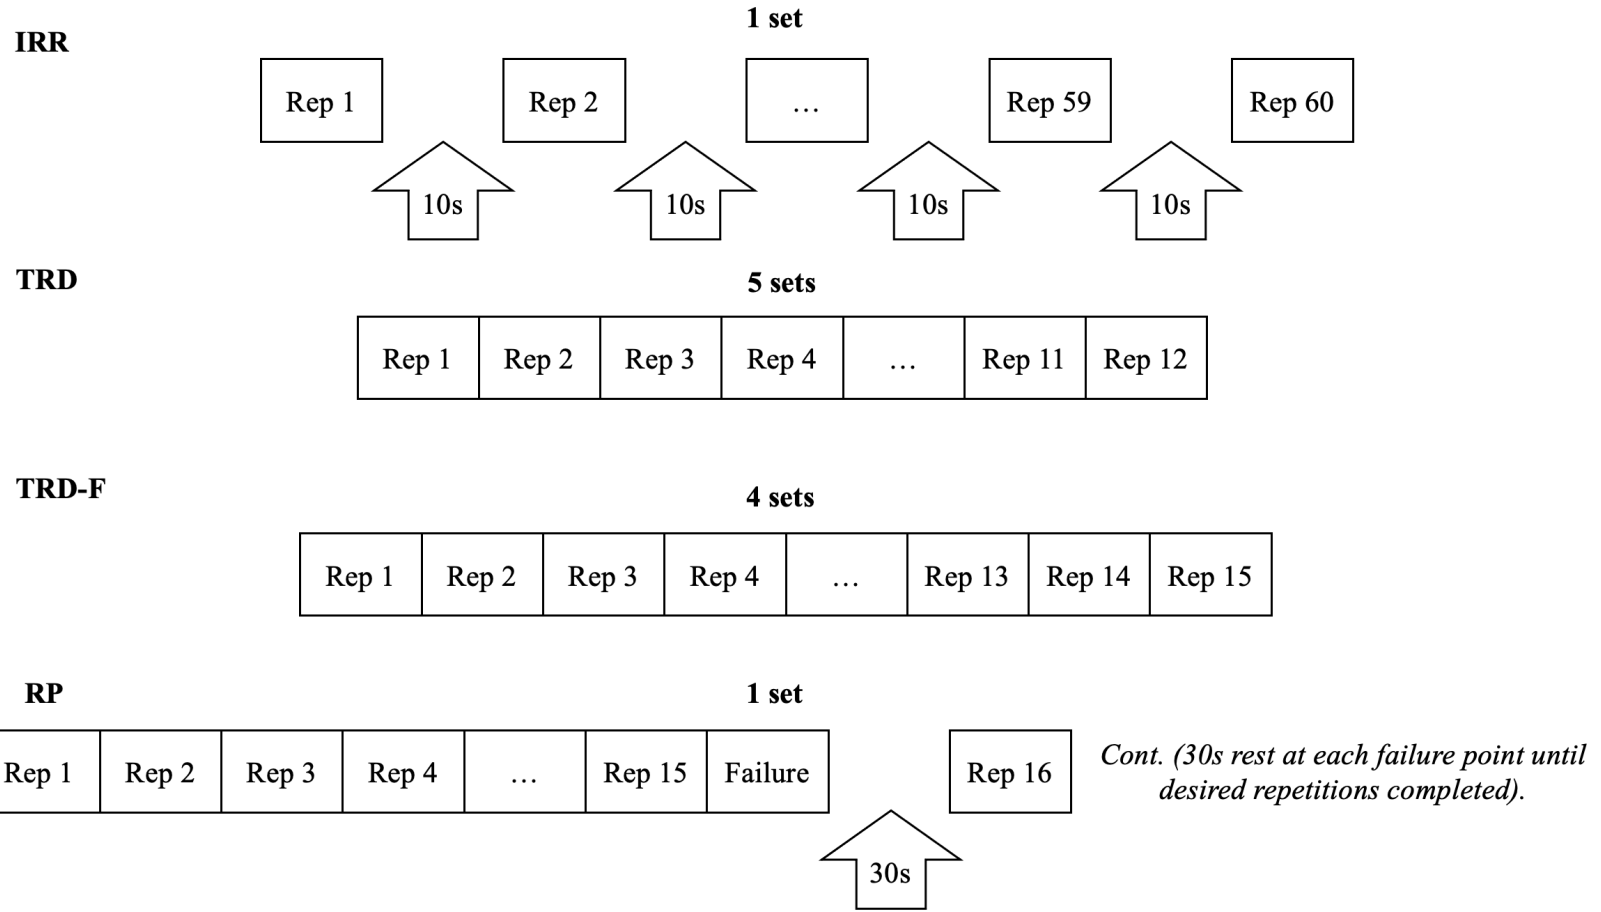 1 set
IRR
Rep 1 Rep 2 … Rep 59 Rep 60
10s 10s 10s 10s
TRD 5 sets
Rep 1 Rep 2 Rep 3 Rep 4 … Rep 11 Rep 12
TRD-F 4 sets
Rep 1 Rep 2 Rep 3 Rep 4 … Rep 13 Rep 14 Rep 15
RP 1 set
Rep 1 Rep 2 Rep 3 Rep 4 … Rep 15 Failure Rep 16 Cont. (30s rest at each failure point until
desired repetitions completed).
30s